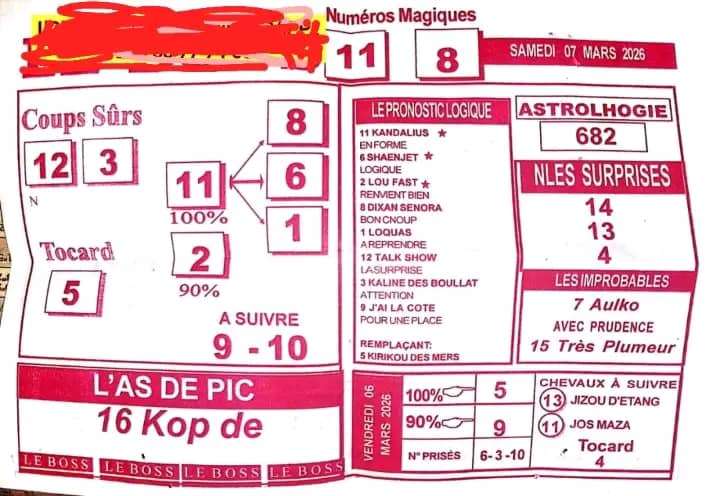 Numéros Magiques
11 8
SAMEDI 07 MARS 2026
Coups Sûrs
12 3
N
11
100%
8
6
1
2
90%
Tocard
5
A SUIVRE
9 - 10
L'AS DE PIC
16 Kop de
LE BOSS LE BOSS LE BOSS LE BOSS
LE PRONOSTIC LOGIQUE
11 KANDALIUS ★
EN FORME
6 SHAENJET ★
LOGIQUE
2 LOU FAST ★
RENVIENT BIEN
8 DIXAN SENORA
BON CNOUP
1 LOQUAS
A REPRENDRE
12 TALK SHOW
LA SURPRISE
3 KALINE DES BOULLAT
ATTENTION
9 J'AI LA COTE
POUR UNE PLACE
REMPLAÇANT:
5 KIRIKOU DES MERS
ASTROLHOGIE
682
NLES SURPRISES
14
13
4
LES IMPROBABLES
7 Aulko
AVEC PRUDENCE
15 Très Plumeur
VENDREDI 06
MARS 2026
100% 5
90% 9
N° PRISÉS 6-3-10
CHEVAUX À SUIVRE
13 JIZOU D'ETANG
11 JOS MAZA
Tocard
4